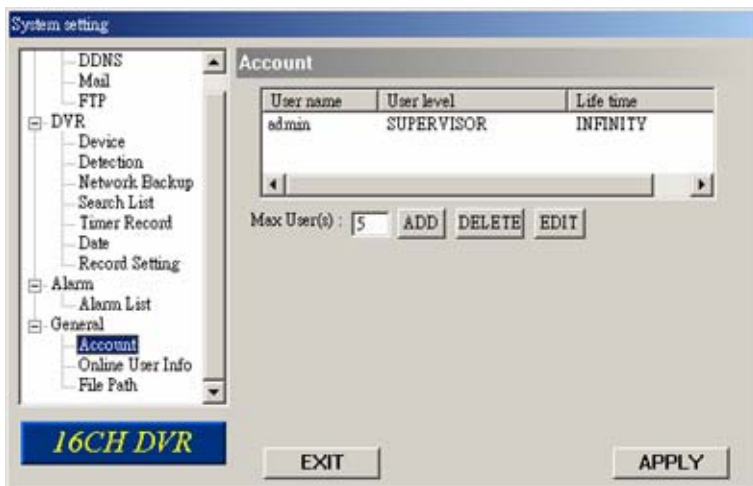 System setting
DDNS
Mail
FTP
DVR
Device
Detection
Network Backup
Search List
Timer Record
Date
Record Setting
Alarm
Alarm List
General
Account
Online User Info
File Path
16CH DVR
Account
User name User level Life time
admin SUPERVISOR INFINITY
Max User(s) : 5 ADD DELETE EDIT
EXIT APPLY